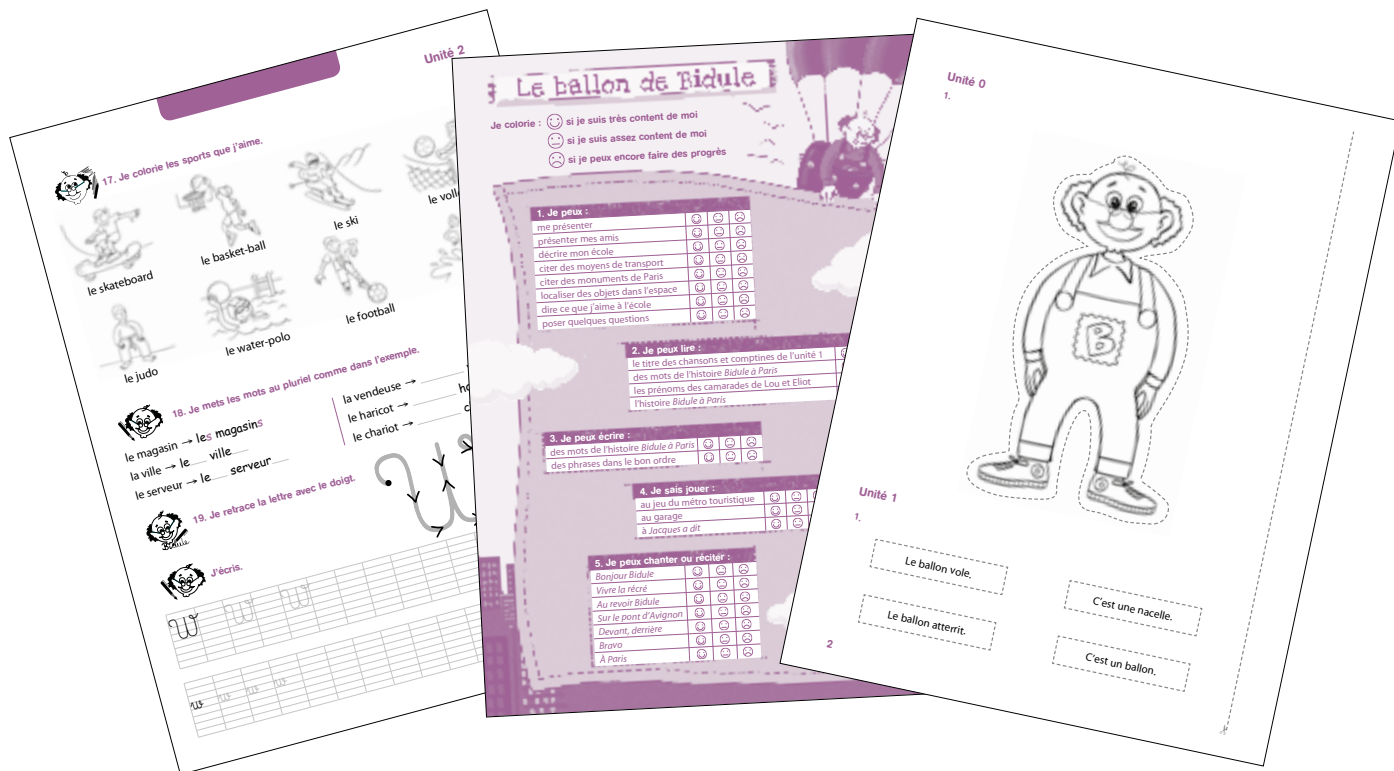 Unité 2
17. Je colorie les sports que j'aime.
le skateboard
le basket-ball
le ski
le judo
le water-polo
le football
18. Je mets les mots au pluriel comme dans l'exemple.
le magasin → les magasins
la ville → le___ ville___
le serveur → le___ serveur___
la vendeuse → ______
le haricot → ______
le chariot → ______
19. Je retrace la lettre avec le doigt.
Bidule
J'écris.
W W W
w w w w
Le ballon de Bidule
Je colorie :
si je suis très content de moi
si je suis assez content de moi
si je peux encore faire des progrès
1. Je peux :
me présenter
présenter mes amis
décrire mon école
citer des moyens de transport
citer des monuments de Paris
localiser des objets dans l'espace
dire ce que j'aime à l'école
poser quelques questions
2. Je peux lire :
le titre des chansons et comptines de l'unité 1
des mots de l'histoire Bidule à Paris
les prénoms des camarades de Lou et Eliot
l'histoire Bidule à Paris
3. Je peux écrire :
des mots de l'histoire Bidule à Paris
des phrases dans le bon ordre
4. Je sais jouer :
au jeu du métro touristique
au garage
à Jacques a dit
5. Je peux chanter ou réciter :
Bonjour Bidule
Vivre la récré
Au revoir Bidule
Sur le pont d'Avignon
Devant, derrière
Bravo
À Paris
Unité 0
1.
B
Unité 1
1.
Le ballon vole.
C'est une nacelle.
Le ballon atterrit.
C'est un ballon.
2